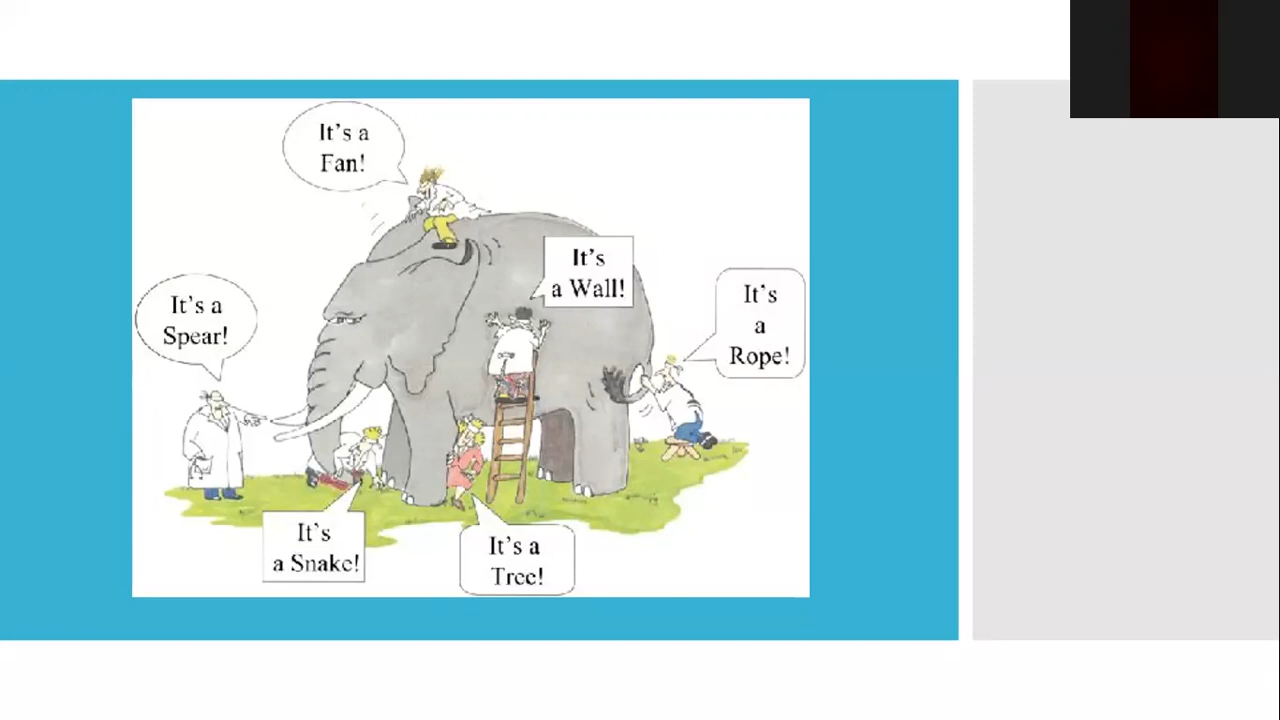 It's a
Fan!
It's
a Wall!
It's a
Spear!
It's
a
Rope!
It's
a Snake!
It's a
Tree!